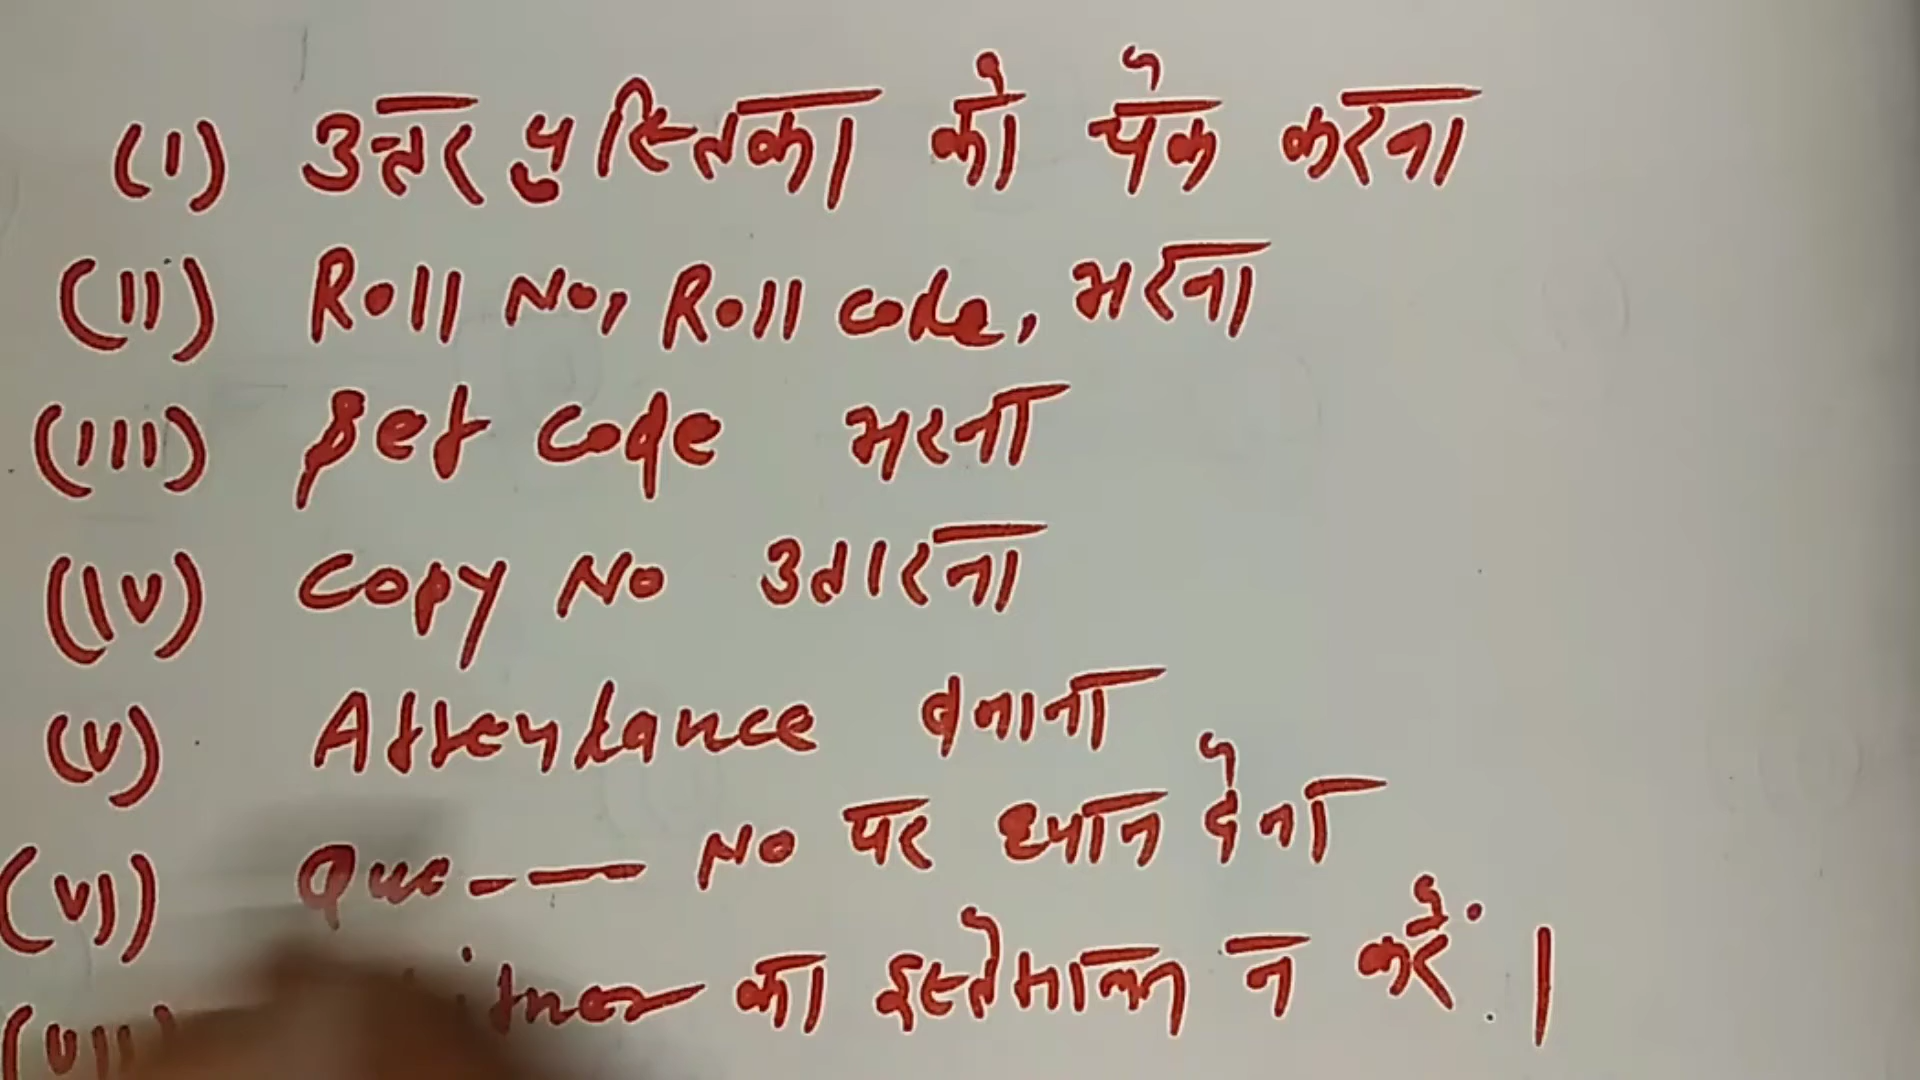 (I) उत्तर पुस्तिका को चेक करना
(II) Roll No, Roll code, भरना
(III) Set Code भरना
(IV) Copy No उतारना
(V) Attendance बनाना
(VI) Que-— No पर ध्यान देना
(VII) का इस्तेमाल न करें.।